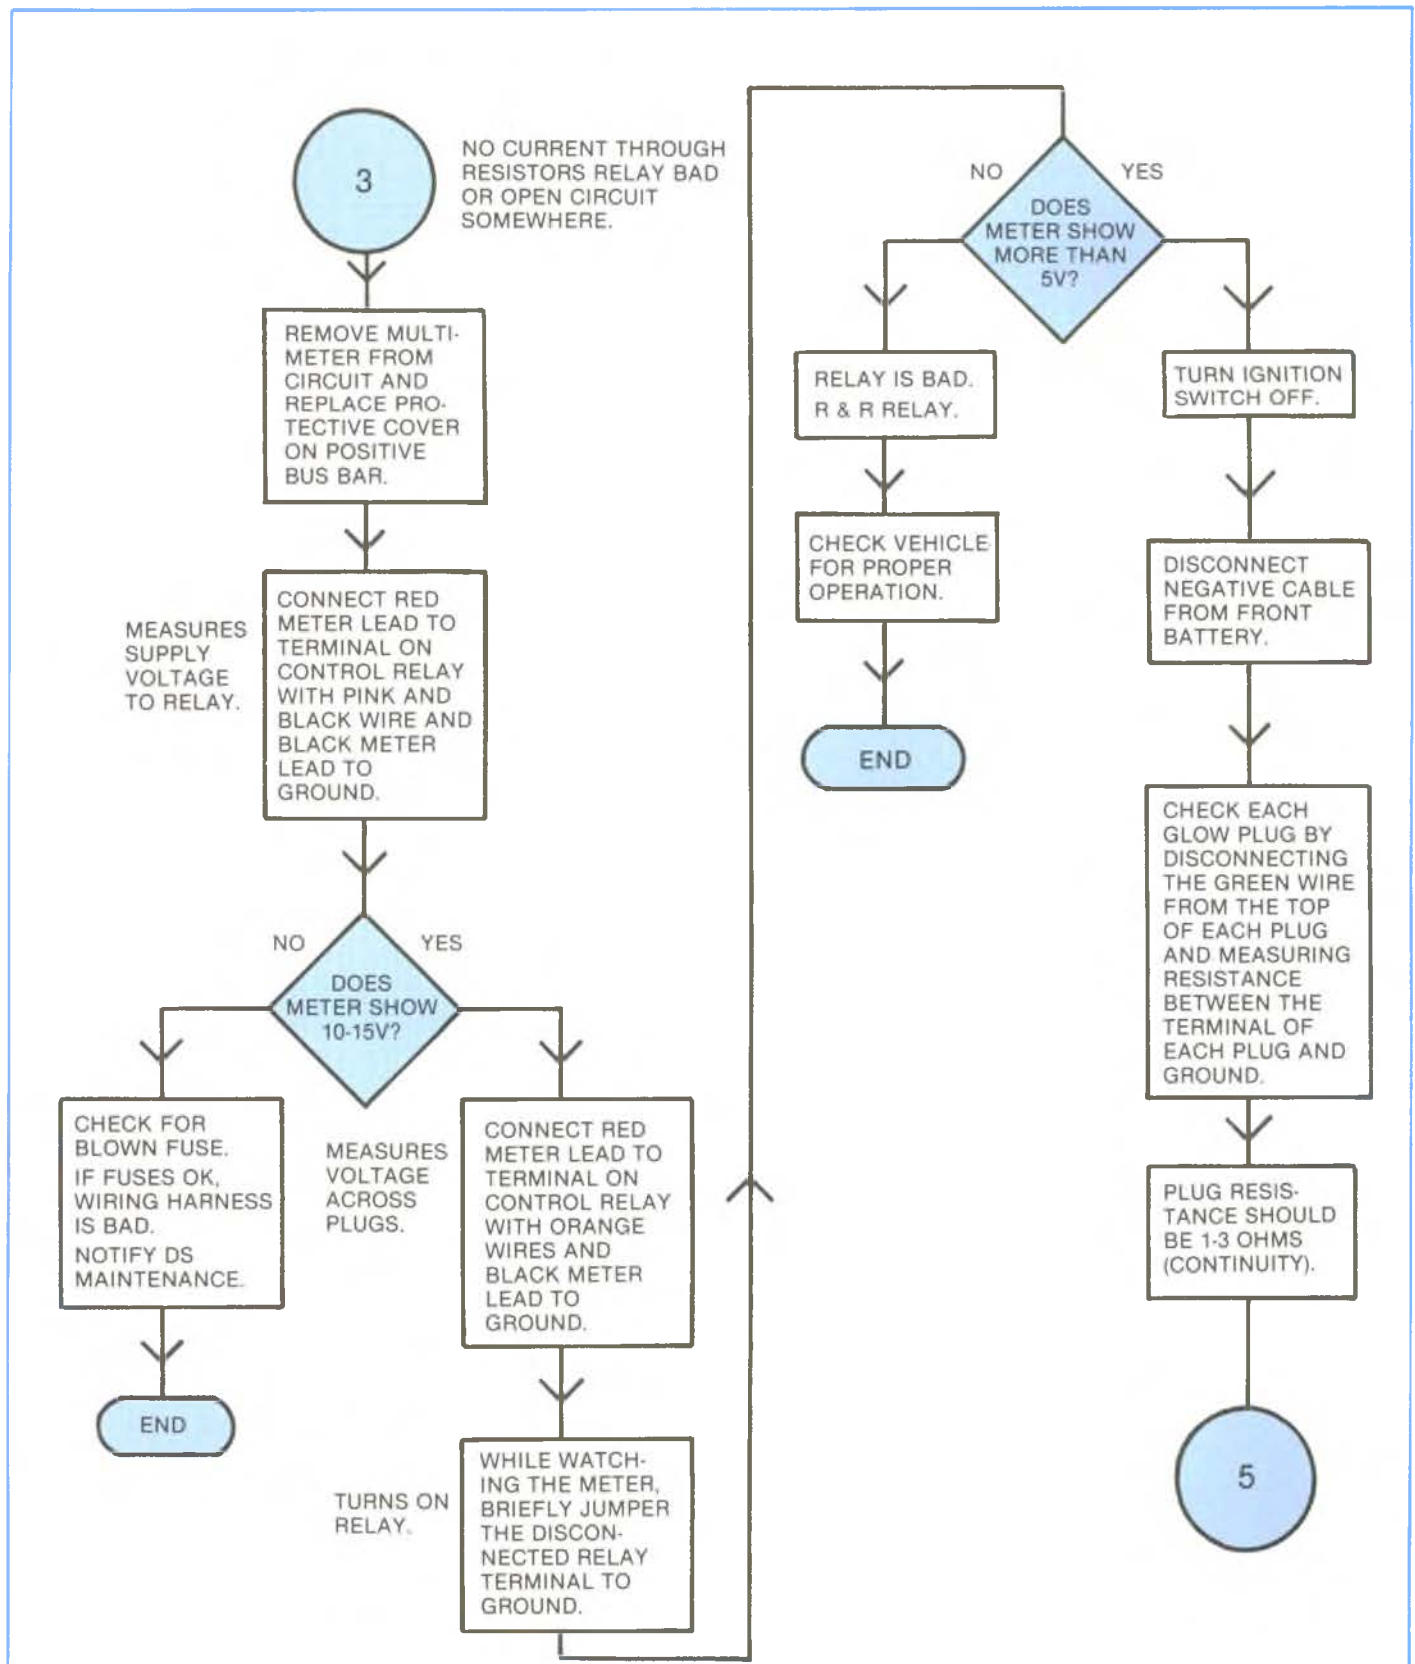 3
NO CURRENT THROUGH
RESISTORS RELAY BAD
OR OPEN CIRCUIT
SOMEWHERE.
REMOVE MULTI-
METER FROM
CIRCUIT AND
REPLACE PRO-
TECTIVE COVER
ON POSITIVE
BUS BAR.
MEASURES
SUPPLY
VOLTAGE
TO RELAY.
CONNECT RED
METER LEAD TO
TERMINAL ON
CONTROL RELAY
WITH PINK AND
BLACK WIRE AND
BLACK METER
LEAD TO
GROUND.
NO
YES
DOES
METER SHOW
10-15V?
CHECK FOR
BLOWN FUSE.
IF FUSES OK,
WIRING HARNESS
IS BAD.
NOTIFY DS
MAINTENANCE.
END
MEASURES
VOLTAGE
ACROSS
PLUGS.
CONNECT RED
METER LEAD TO
TERMINAL ON
CONTROL RELAY
WITH ORANGE
WIRES AND
BLACK METER
LEAD TO
GROUND.
TURNS ON
RELAY.
WHILE WATCH-
ING THE METER,
BRIEFLY JUMPER
THE DISCON-
NECTED RELAY
TERMINAL TO
GROUND.
NO
YES
DOES
METER SHOW
MORE THAN
5V?
RELAY IS BAD.
R & R RELAY.
CHECK VEHICLE
FOR PROPER
OPERATION.
END
TURN IGNITION
SWITCH OFF.
DISCONNECT
NEGATIVE CABLE
FROM FRONT
BATTERY.
CHECK EACH
GLOW PLUG BY
DISCONNECTING
THE GREEN WIRE
FROM THE TOP
OF EACH PLUG
AND MEASURING
RESISTANCE
BETWEEN THE
TERMINAL OF
EACH PLUG AND
GROUND.
PLUG RESIS-
TANCE SHOULD
BE 1-3 OHMS
(CONTINUITY).
5